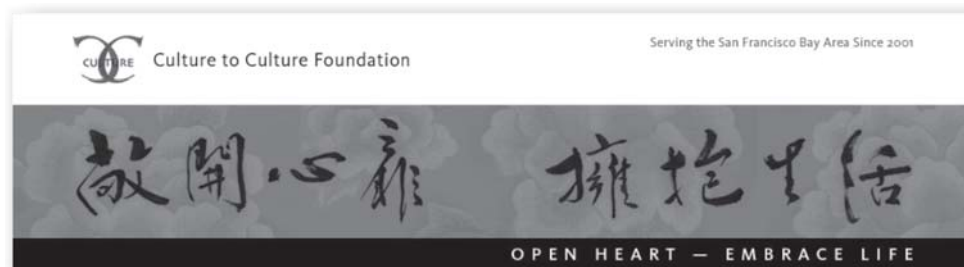 CULTURE
Culture to Culture Foundation
Serving the San Francisco Bay Area Since 2001
敞開心扉 擁抱生活
OPEN HEART — EMBRACE LIFE